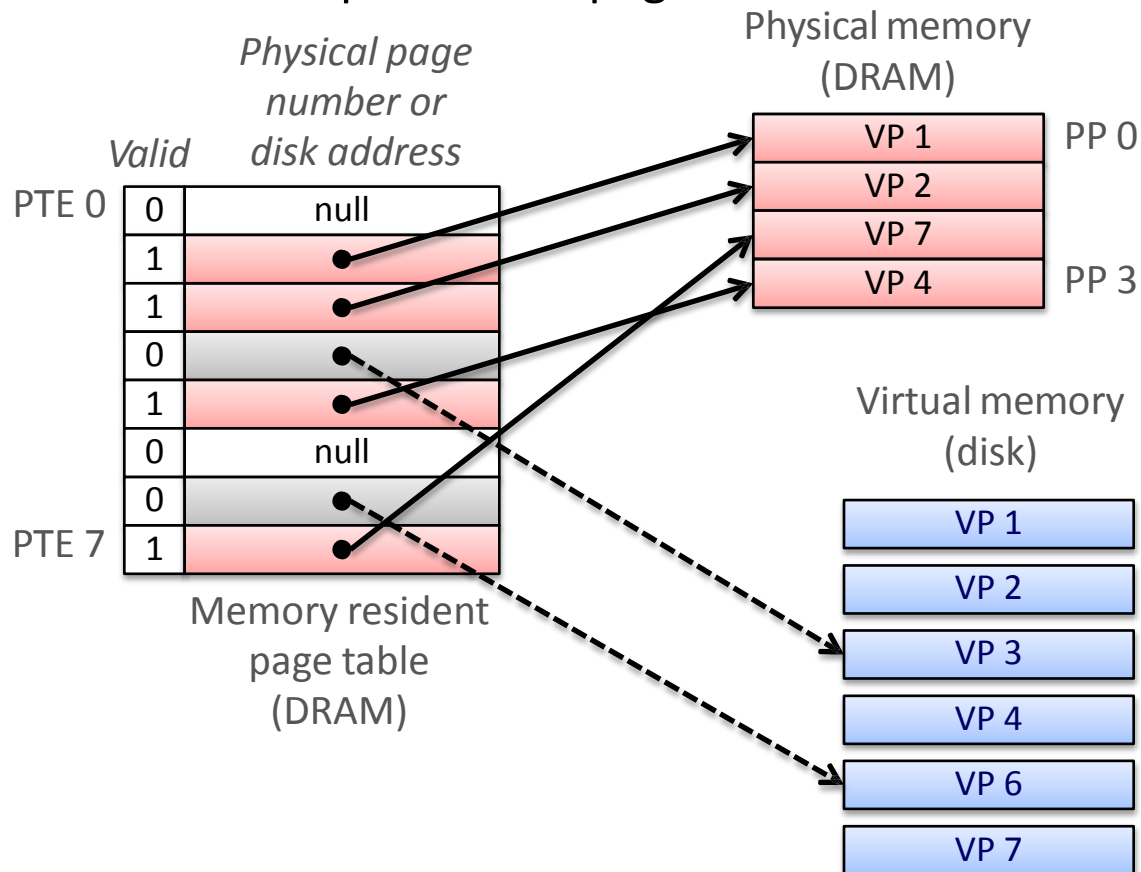 Physical page
number or
disk address
Valid
PTE 0
0
null
1
1
0
1
0
null
0
PTE 7
1
Memory resident
page table
(DRAM)
Physical memory
(DRAM)
VP 1
PP 0
VP 2
VP 7
VP 4
PP 3
Virtual memory
(disk)
VP 1
VP 2
VP 3
VP 4
VP 6
VP 7